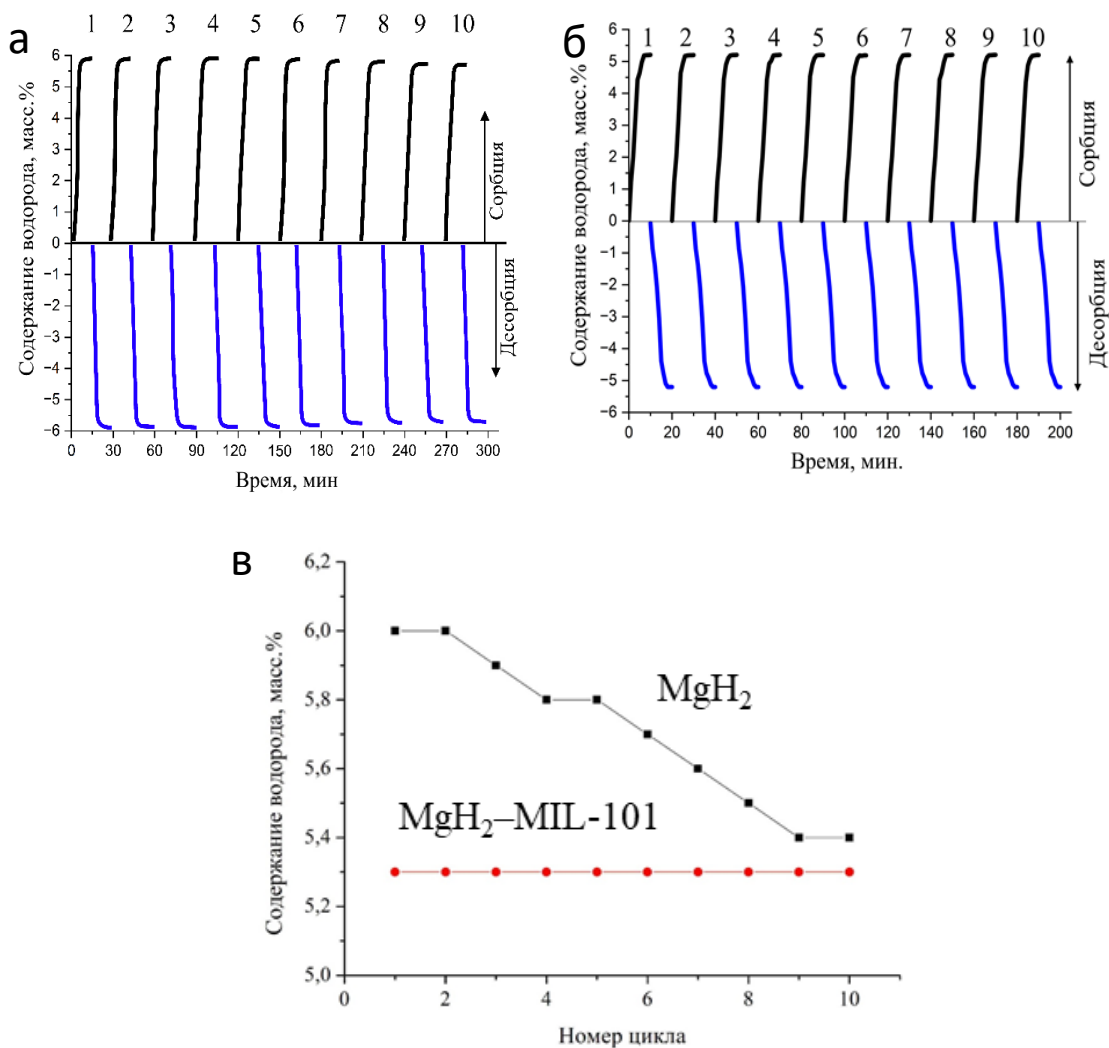 а
1 2 3 4 5 6 7 8 9 10
6
5
4
3
2
1
0
−1
−2
−3
−4
−5
−6
Содержание водорода, масс.%
Сорбция
Десорбция
0 30 60 90 120 150 180 210 240 270 300
Время, мин
б
1 2 3 4 5 6 7 8 9 10
6
5
4
3
2
1
0
−1
−2
−3
−4
−5
−6
Содержание водорода, масс.%
Сорбция
Десорбция
0 20 40 60 80 100 120 140 160 180 200
Время, мин.
в
6,2
6,0
5,8
5,6
5,4
5,2
5,0
Содержание водорода, масс.%
MgH₂
MgH₂–MIL-101
0 2 4 6 8 10
Номер цикла